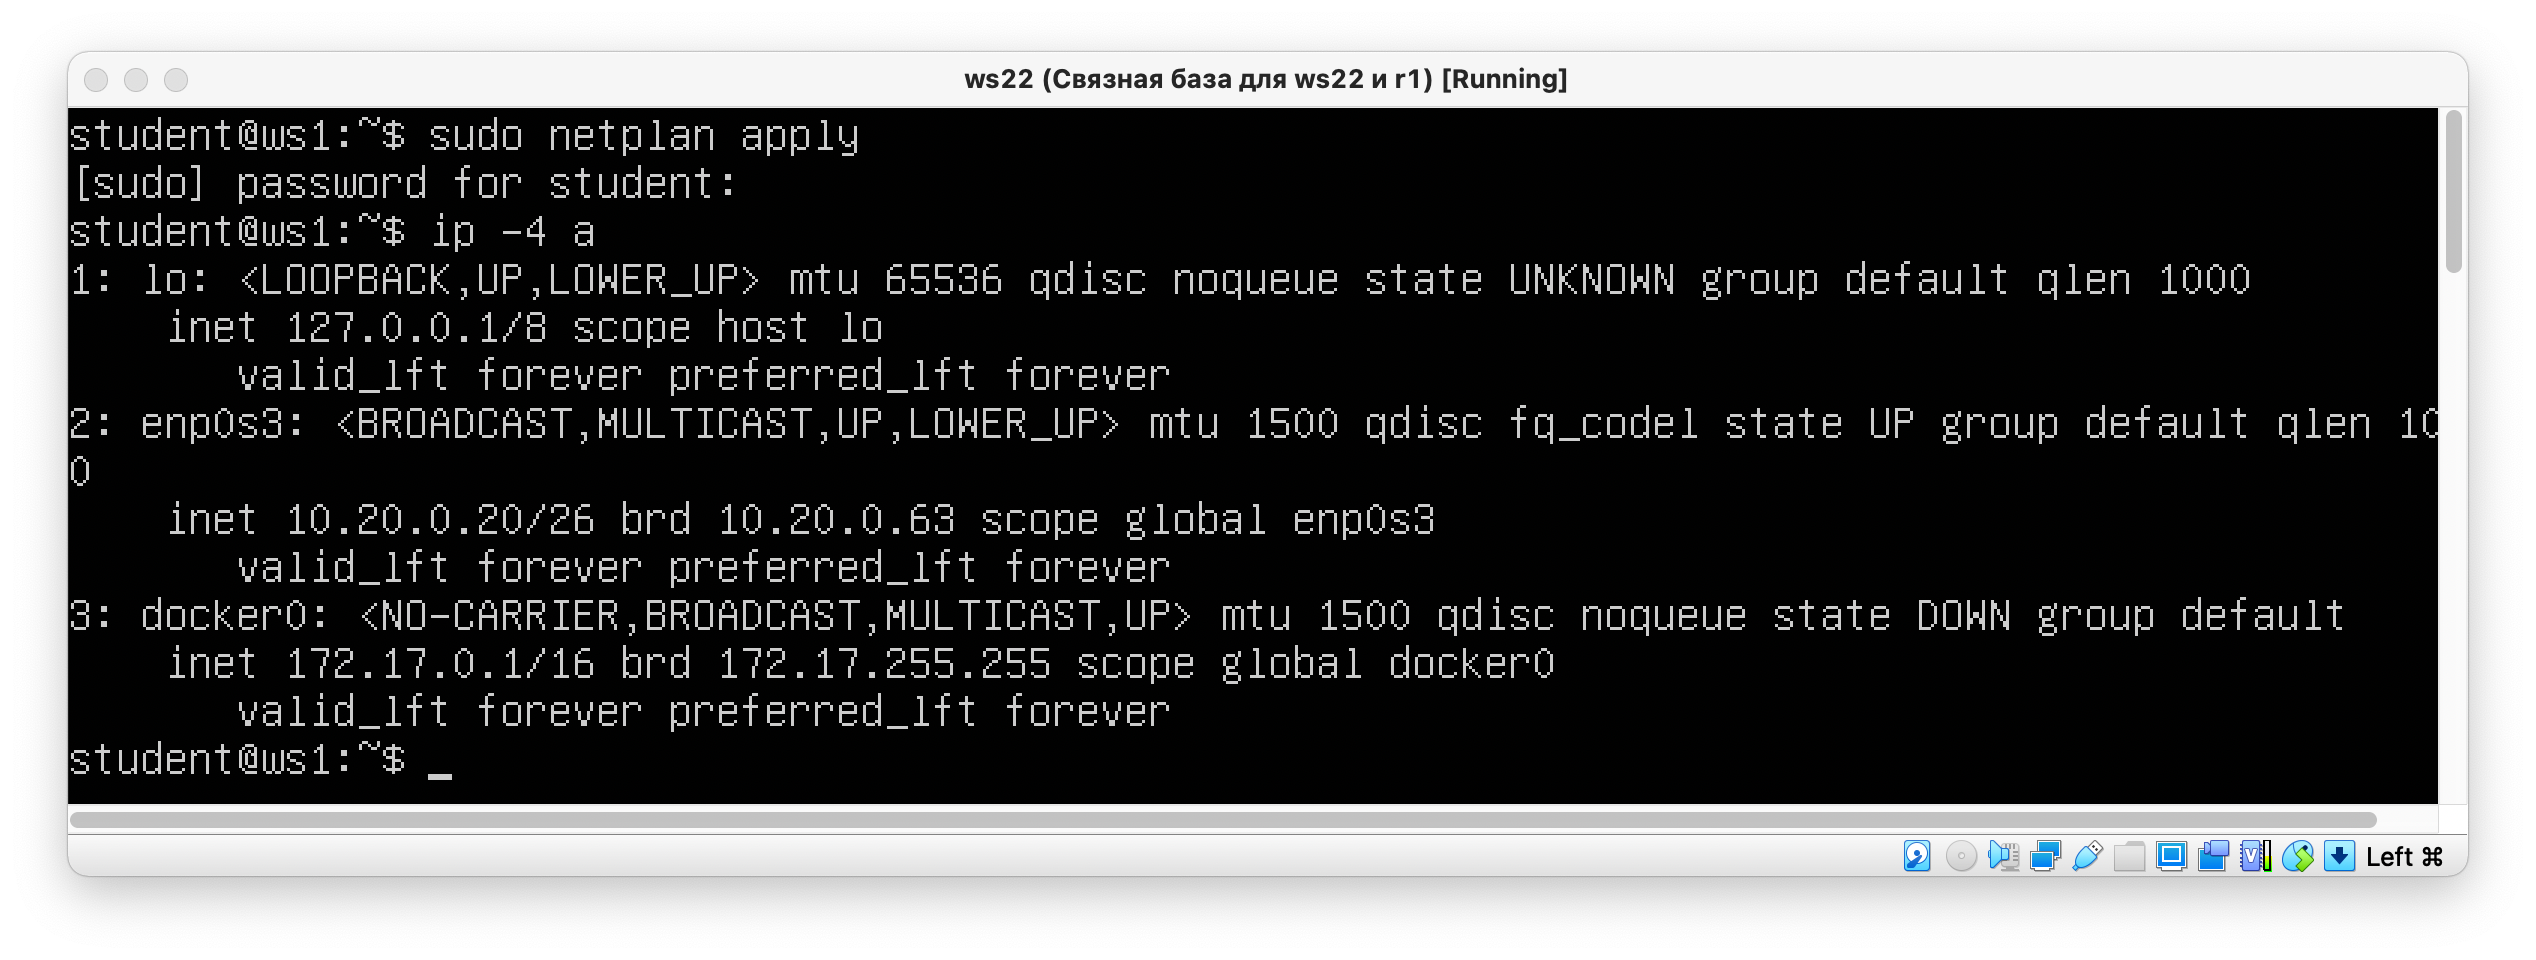 ws22 (Связная база для ws22 и r1) [Running]
student@ws1:~$ sudo netplan apply
[sudo] password for student:
student@ws1:~$ ip -4 a
1: lo: <LOOPBACK,UP,LOWER_UP> mtu 65536 qdisc noqueue state UNKNOWN group default qlen 1000
    inet 127.0.0.1/8 scope host lo
       valid_lft forever preferred_lft forever
2: enp0s3: <BROADCAST,MULTICAST,UP,LOWER_UP> mtu 1500 qdisc fq_codel state UP group default qlen 10
0
    inet 10.20.0.20/26 brd 10.20.0.63 scope global enp0s3
       valid_lft forever preferred_lft forever
3: docker0: <NO-CARRIER,BROADCAST,MULTICAST,UP> mtu 1500 qdisc noqueue state DOWN group default
    inet 172.17.0.1/16 brd 172.17.255.255 scope global docker0
       valid_lft forever preferred_lft forever
student@ws1:~$ _
Left ⌘